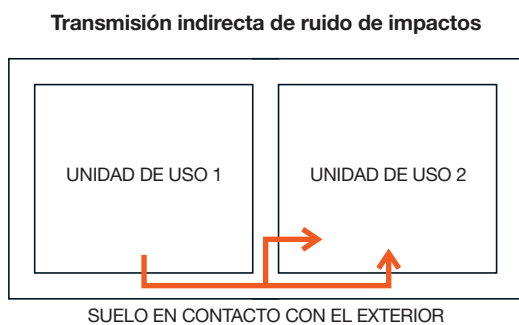 Transmisión indirecta de ruido de impactos
UNIDAD DE USO 1
UNIDAD DE USO 2
SUELO EN CONTACTO CON EL EXTERIOR